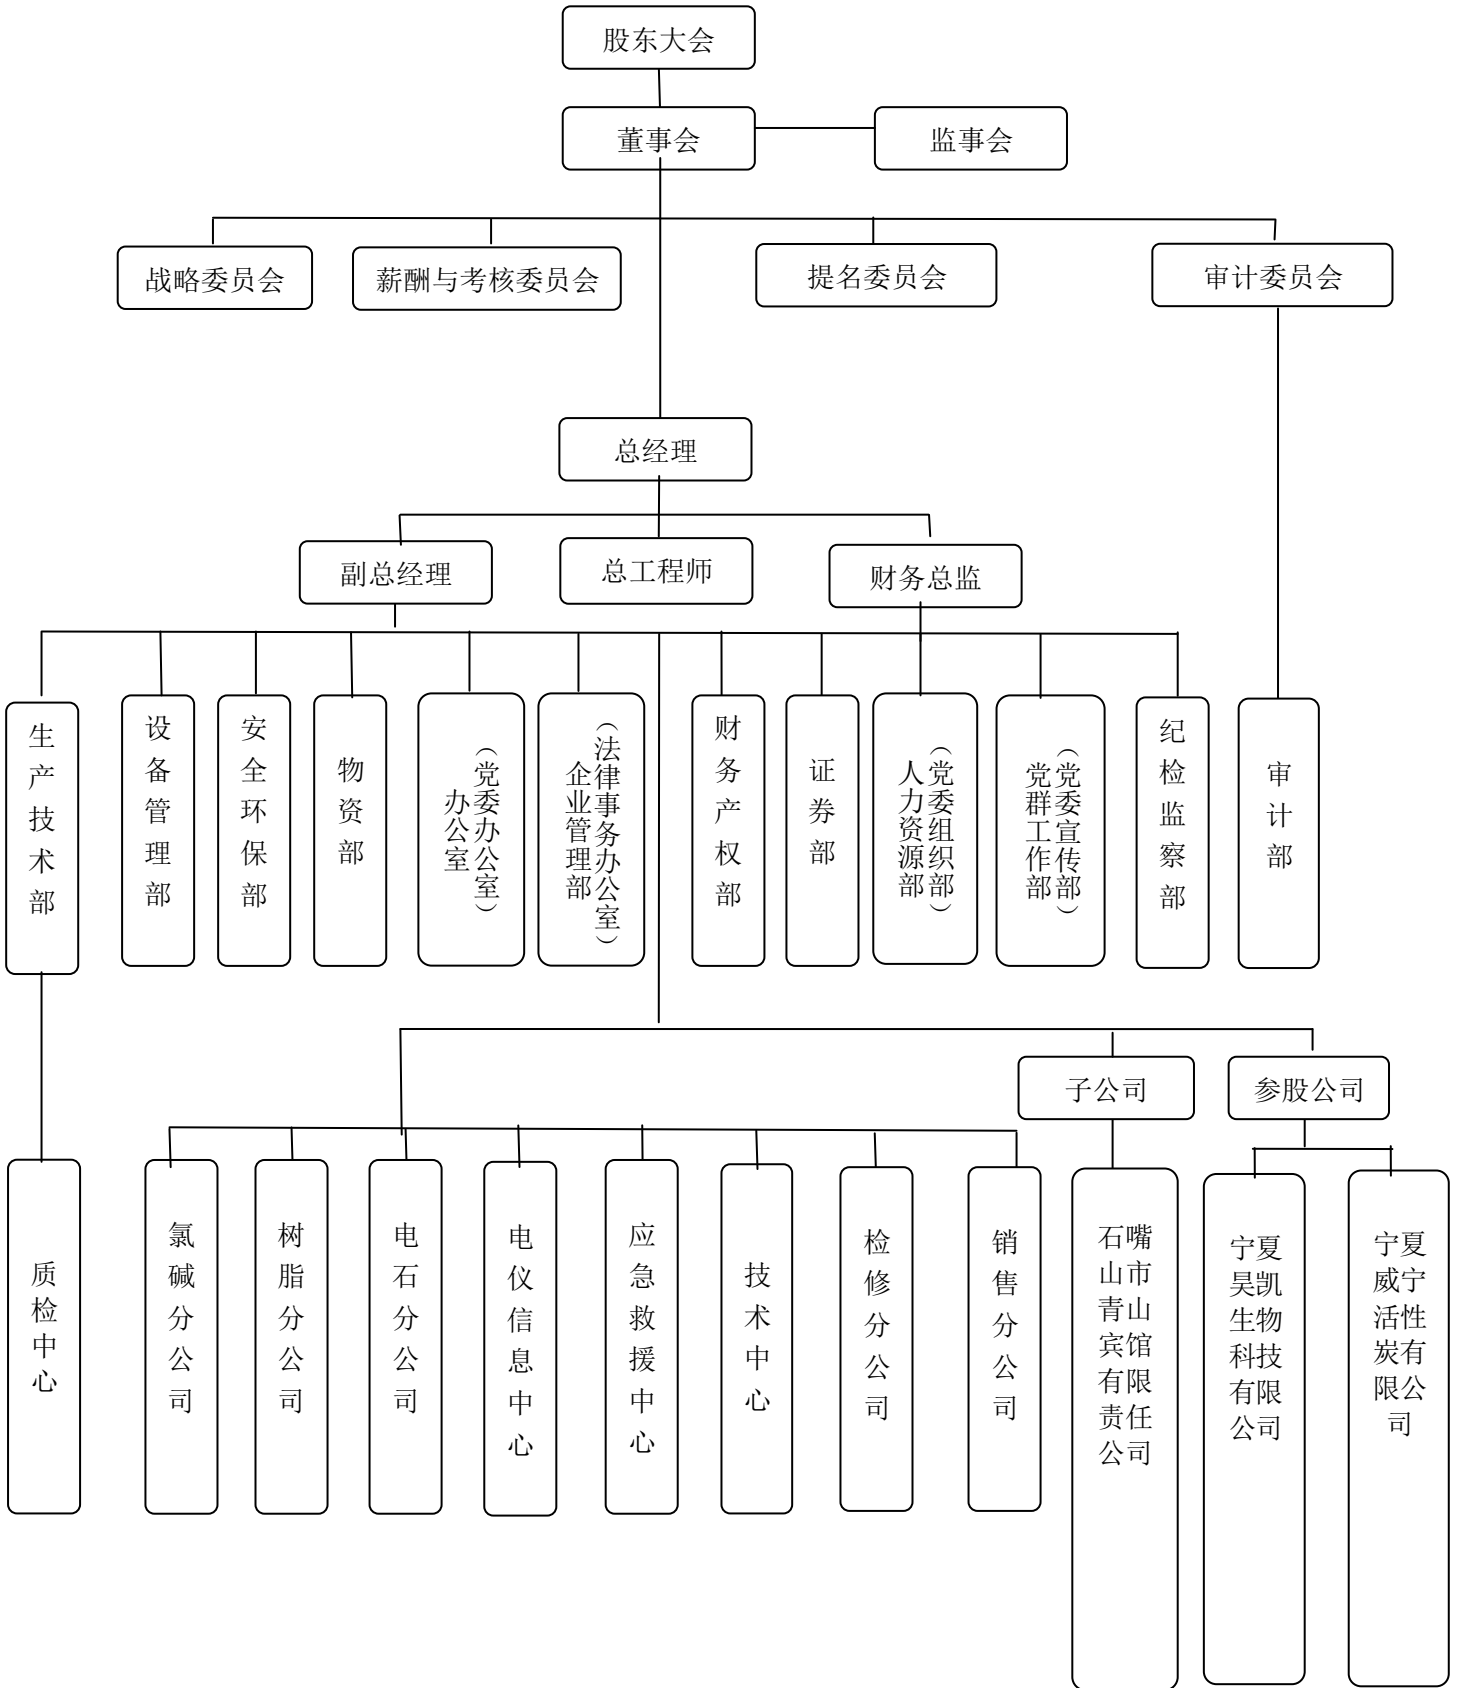 股东大会
董事会
监事会
战略委员会
薪酬与考核委员会
提名委员会
审计委员会
总经理
副总经理
总工程师
财务总监
生产技术部
设备管理部
安全环保部
物资部
办公室
（党委办公室）
企业管理部
（法律事务办公室）
财务产权部
证券部
人力资源部
（党委组织部）
党群工作部
（党委宣传部）
纪检监察部
审计部
子公司
参股公司
质检中心
氯碱分公司
树脂分公司
电石分公司
电仪信息中心
应急救援中心
技术中心
检修分公司
销售分公司
石嘴
山市
青山
宾馆
有限
责任
公司
宁夏
昊凯
生物
科技
有限
公司
宁夏
威宁
活性
炭有
限公
司